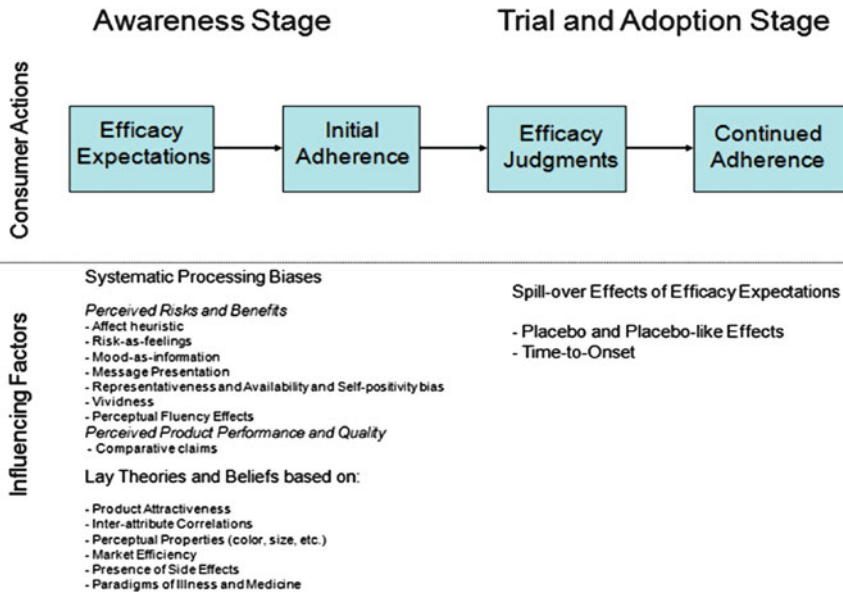 Awareness Stage
Trial and Adoption Stage
Consumer Actions
Efficacy
Expectations
Initial
Adherence
Efficacy
Judgments
Continued
Adherence
Influencing Factors
Systematic Processing Biases
Perceived Risks and Benefits
- Affect heuristic
- Risk-as-feelings
- Mood-as-information
- Message Presentation
- Representativeness and Availability and Self-positivity bias
- Vividness
- Perceptual Fluency Effects
Perceived Product Performance and Quality
- Comparative claims
Lay Theories and Beliefs based on:
- Product Attractiveness
- Inter-attribute Correlations
- Perceptual Properties (color, size, etc.)
- Market Efficiency
- Presence of Side Effects
- Paradigms of Illness and Medicine
Spill-over Effects of Efficacy Expectations
- Placebo and Placebo-like Effects
- Time-to-Onset